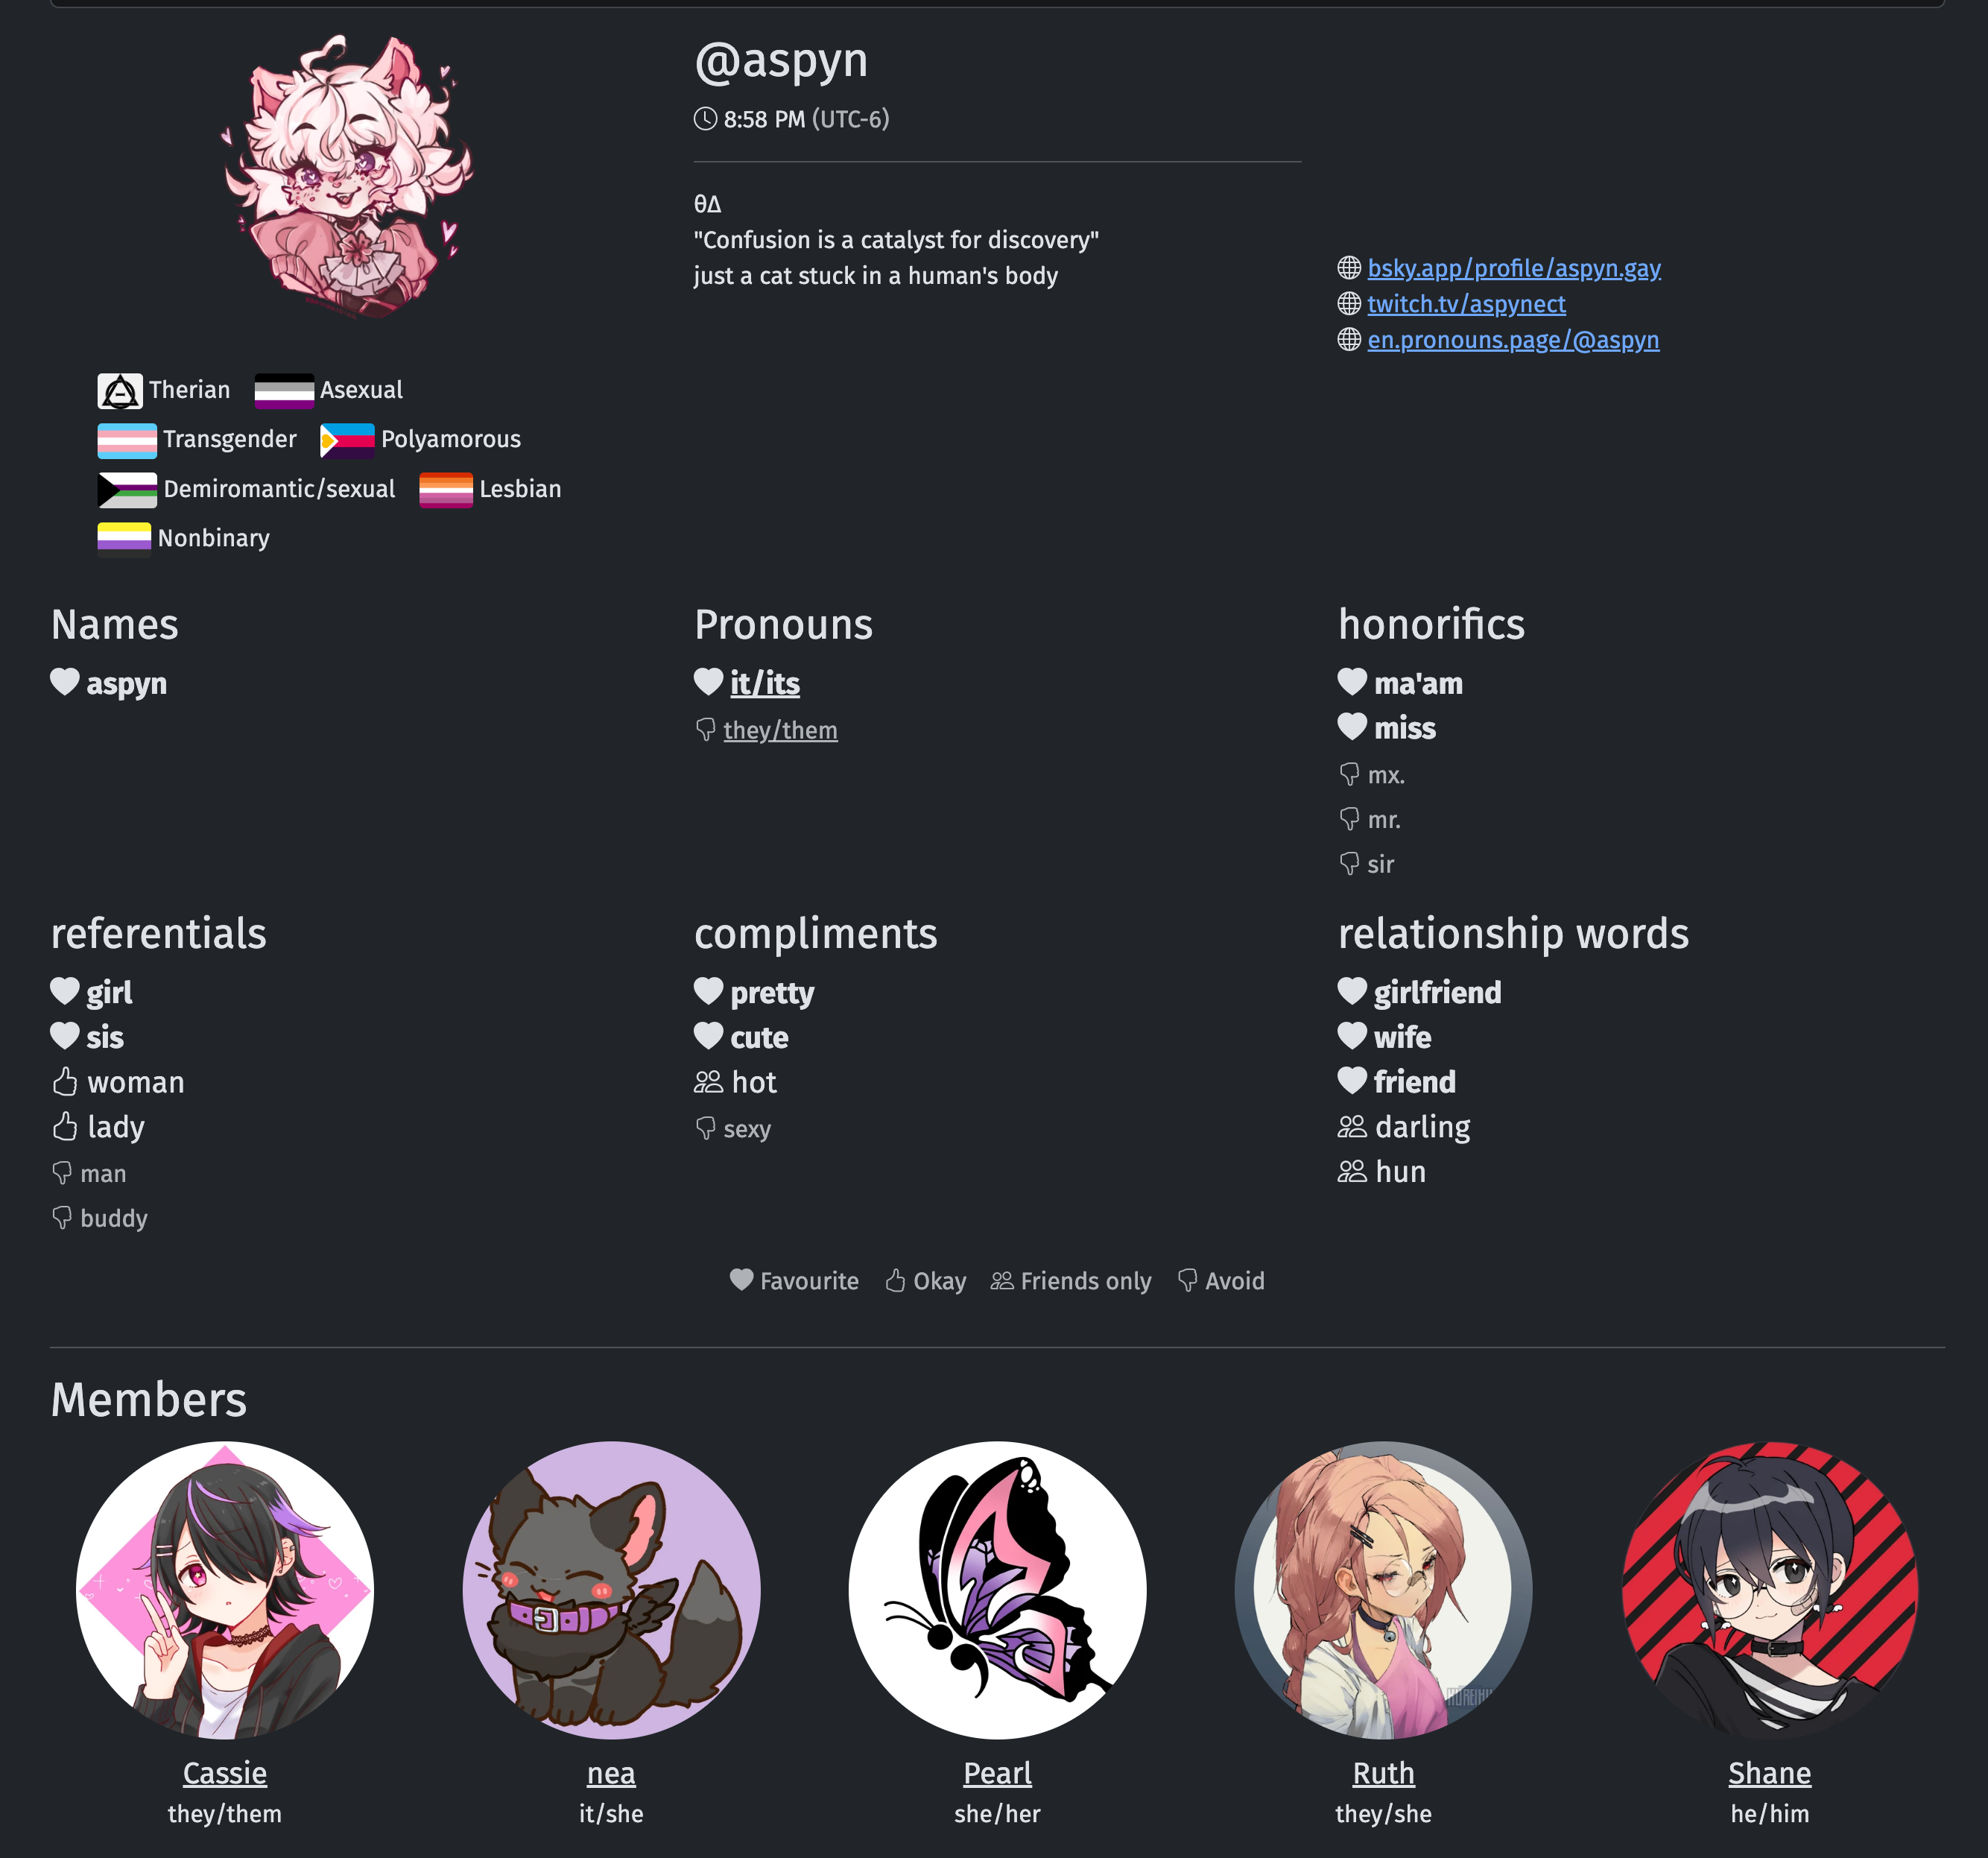 @aspyn
8:58 PM (UTC-6)
θΔ
"Confusion is a catalyst for discovery"
just a cat stuck in a human's body
bsky.app/profile/aspyn.gay
twitch.tv/aspynect
en.pronouns.page/@aspyn
Therian Asexual
Transgender Polyamorous
Demiromantic/sexual Lesbian
Nonbinary
Names
aspyn
Pronouns
it/its
they/them
honorifics
ma'am
miss
mx.
mr.
sir
referentials
girl
sis
woman
lady
man
buddy
compliments
pretty
cute
hot
sexy
relationship words
girlfriend
wife
friend
darling
hun
Favourite Okay Friends only Avoid
Members
Cassie
they/them
nea
it/she
Pearl
she/her
Ruth
they/she
Shane
he/him